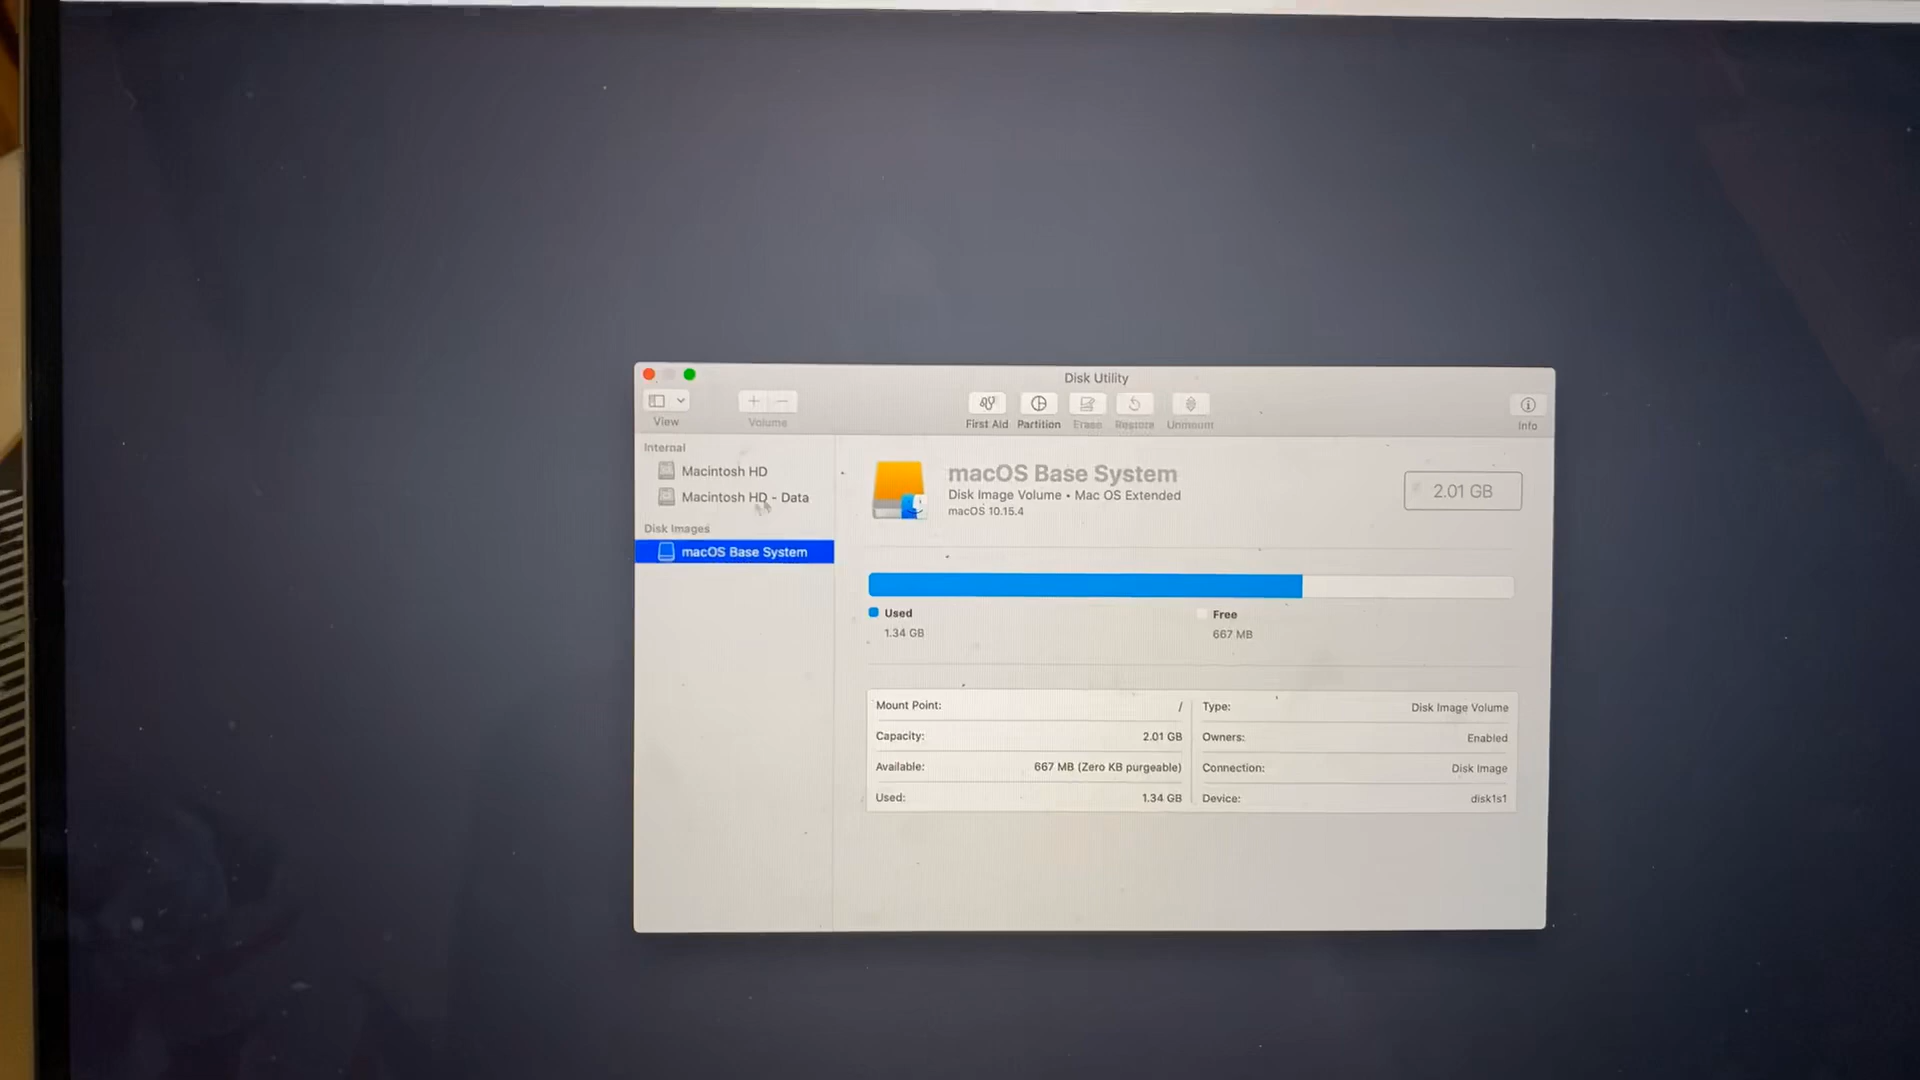 Disk Utility
View
Volume
First Aid
Partition
Erase
Restore
Unmount
Info
Internal
Macintosh HD
Macintosh HD - Data
Disk Images
macOS Base System
macOS Base System
Disk Image Volume • Mac OS Extended
macOS 10.15.4
2.01 GB
Used
1.34 GB
Free
667 MB
Mount Point: /
Capacity: 2.01 GB
Available: 667 MB (Zero KB purgeable)
Used: 1.34 GB
Type: Disk Image Volume
Owners: Enabled
Connection: Disk Image
Device: disk1s1